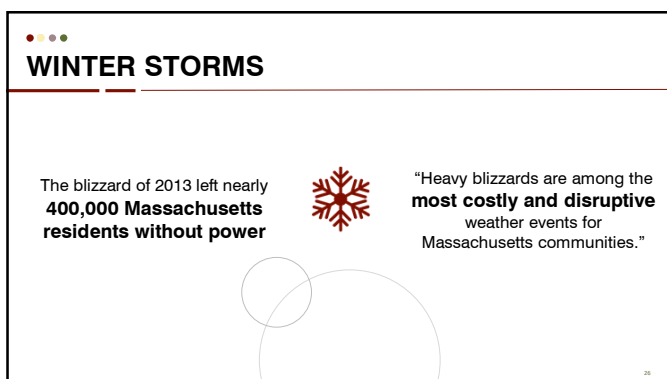 WINTER STORMS
The blizzard of 2013 left nearly
400,000 Massachusetts
residents without power
“Heavy blizzards are among the
most costly and disruptive
weather events for
Massachusetts communities.”
26